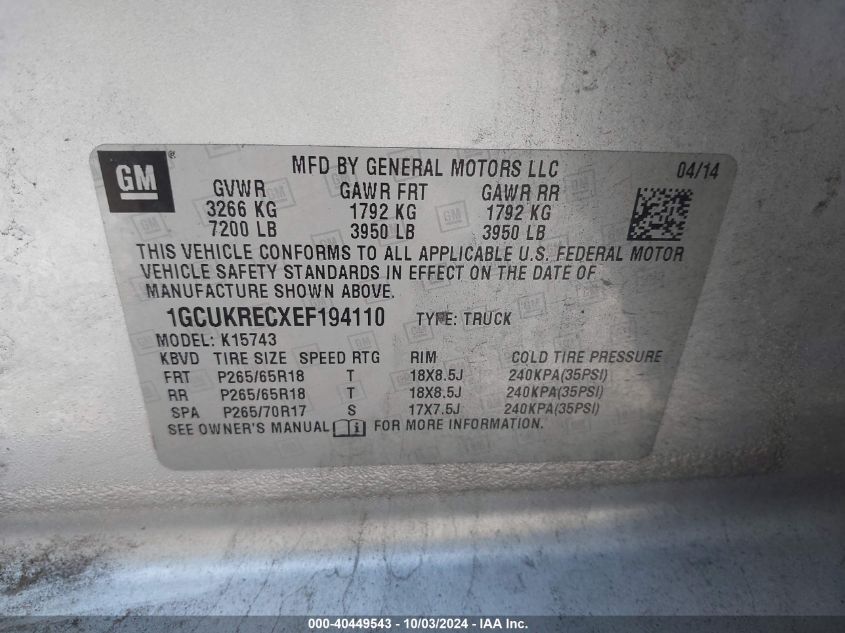 GM ® MFD BY GENERAL MOTORS LLC 04/14
GVWR GAWR FRT GAWR RR
3266 KG 1792 KG 1792 KG
7200 LB 3950 LB 3950 LB
THIS VEHICLE CONFORMS TO ALL APPLICABLE U.S. FEDERAL MOTOR
VEHICLE SAFETY STANDARDS IN EFFECT ON THE DATE OF
MANUFACTURE SHOWN ABOVE.
1GCUKRECXEF194110 TYPE: TRUCK
MODEL: K15743
KBVD TIRE SIZE SPEED RTG RIM COLD TIRE PRESSURE
FRT P265/65R18 T 18X8.5J 240KPA(35PSI)
RR P265/65R18 T 18X8.5J 240KPA(35PSI)
SPA P265/70R17 S 17X7.5J 240KPA(35PSI)
SEE OWNER'S MANUAL i FOR MORE INFORMATION.
000-40449543 - 10/03/2024 - IAA Inc.